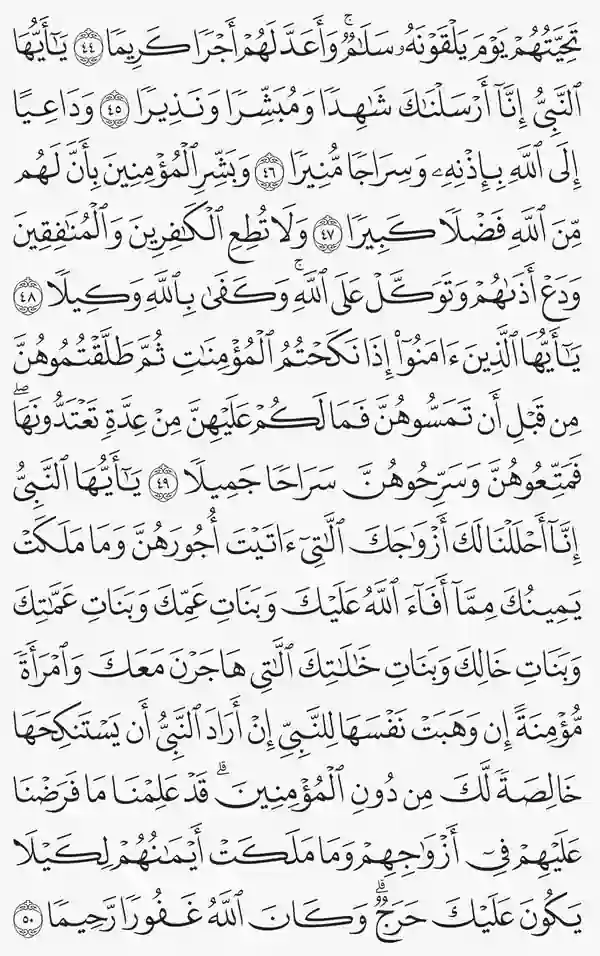 تَحِيَّتُهُمْ يَوْمَ يَلْقَوْنَهُۥ سَلَٰمٌ ۚ وَأَعَدَّ لَهُمْ أَجْرًا كَرِيمًا ٤٤ يَٰٓأَيُّهَا
ٱلنَّبِىُّ إِنَّآ أَرْسَلْنَٰكَ شَٰهِدًا وَمُبَشِّرًا وَنَذِيرًا ٤٥ وَدَاعِيًا
إِلَى ٱللَّهِ بِإِذْنِهِۦ وَسِرَاجًا مُّنِيرًا ٤٦ وَبَشِّرِ ٱلْمُؤْمِنِينَ بِأَنَّ لَهُم
مِّنَ ٱللَّهِ فَضْلًا كَبِيرًا ٤٧ وَلَا تُطِعِ ٱلْكَٰفِرِينَ وَٱلْمُنَٰفِقِينَ
وَدَعْ أَذَىٰهُمْ وَتَوَكَّلْ عَلَى ٱللَّهِ ۚ وَكَفَىٰ بِٱللَّهِ وَكِيلًا ٤٨
يَٰٓأَيُّهَا ٱلَّذِينَ ءَامَنُوٓا۟ إِذَا نَكَحْتُمُ ٱلْمُؤْمِنَٰتِ ثُمَّ طَلَّقْتُمُوهُنَّ
مِن قَبْلِ أَن تَمَسُّوهُنَّ فَمَا لَكُمْ عَلَيْهِنَّ مِنْ عِدَّةٍ تَعْتَدُّونَهَا ۖ
فَمَتِّعُوهُنَّ وَسَرِّحُوهُنَّ سَرَاحًا جَمِيلًا ٤٩ يَٰٓأَيُّهَا ٱلنَّبِىُّ
إِنَّآ أَحْلَلْنَا لَكَ أَزْوَٰجَكَ ٱلَّٰتِىٓ ءَاتَيْتَ أُجُورَهُنَّ وَمَا مَلَكَتْ
يَمِينُكَ مِمَّآ أَفَآءَ ٱللَّهُ عَلَيْكَ وَبَنَاتِ عَمِّكَ وَبَنَاتِ عَمَّٰتِكَ
وَبَنَاتِ خَالِكَ وَبَنَاتِ خَٰلَٰتِكَ ٱلَّٰتِى هَاجَرْنَ مَعَكَ وَٱمْرَأَةً
مُّؤْمِنَةً إِن وَهَبَتْ نَفْسَهَا لِلنَّبِىِّ إِنْ أَرَادَ ٱلنَّبِىُّ أَن يَسْتَنكِحَهَا
خَالِصَةً لَّكَ مِن دُونِ ٱلْمُؤْمِنِينَ ۗ قَدْ عَلِمْنَا مَا فَرَضْنَا
عَلَيْهِمْ فِىٓ أَزْوَٰجِهِمْ وَمَا مَلَكَتْ أَيْمَٰنُهُمْ لِكَيْلَا
يَكُونَ عَلَيْكَ حَرَجٌ ۗ وَكَانَ ٱللَّهُ غَفُورًا رَّحِيمًا ٥٠